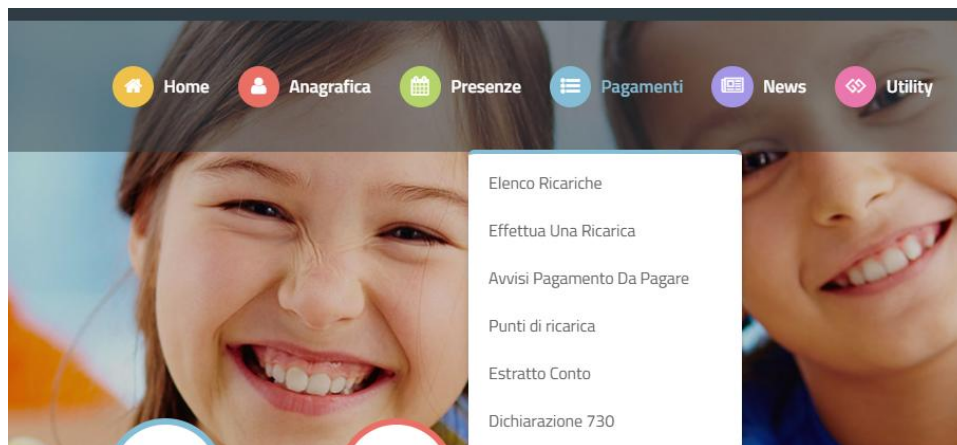 Home Anagrafica Presenze Pagamenti News Utility
Elenco Ricariche
Effettua Una Ricarica
Avvisi Pagamento Da Pagare
Punti di ricarica
Estratto Conto
Dichiarazione 730